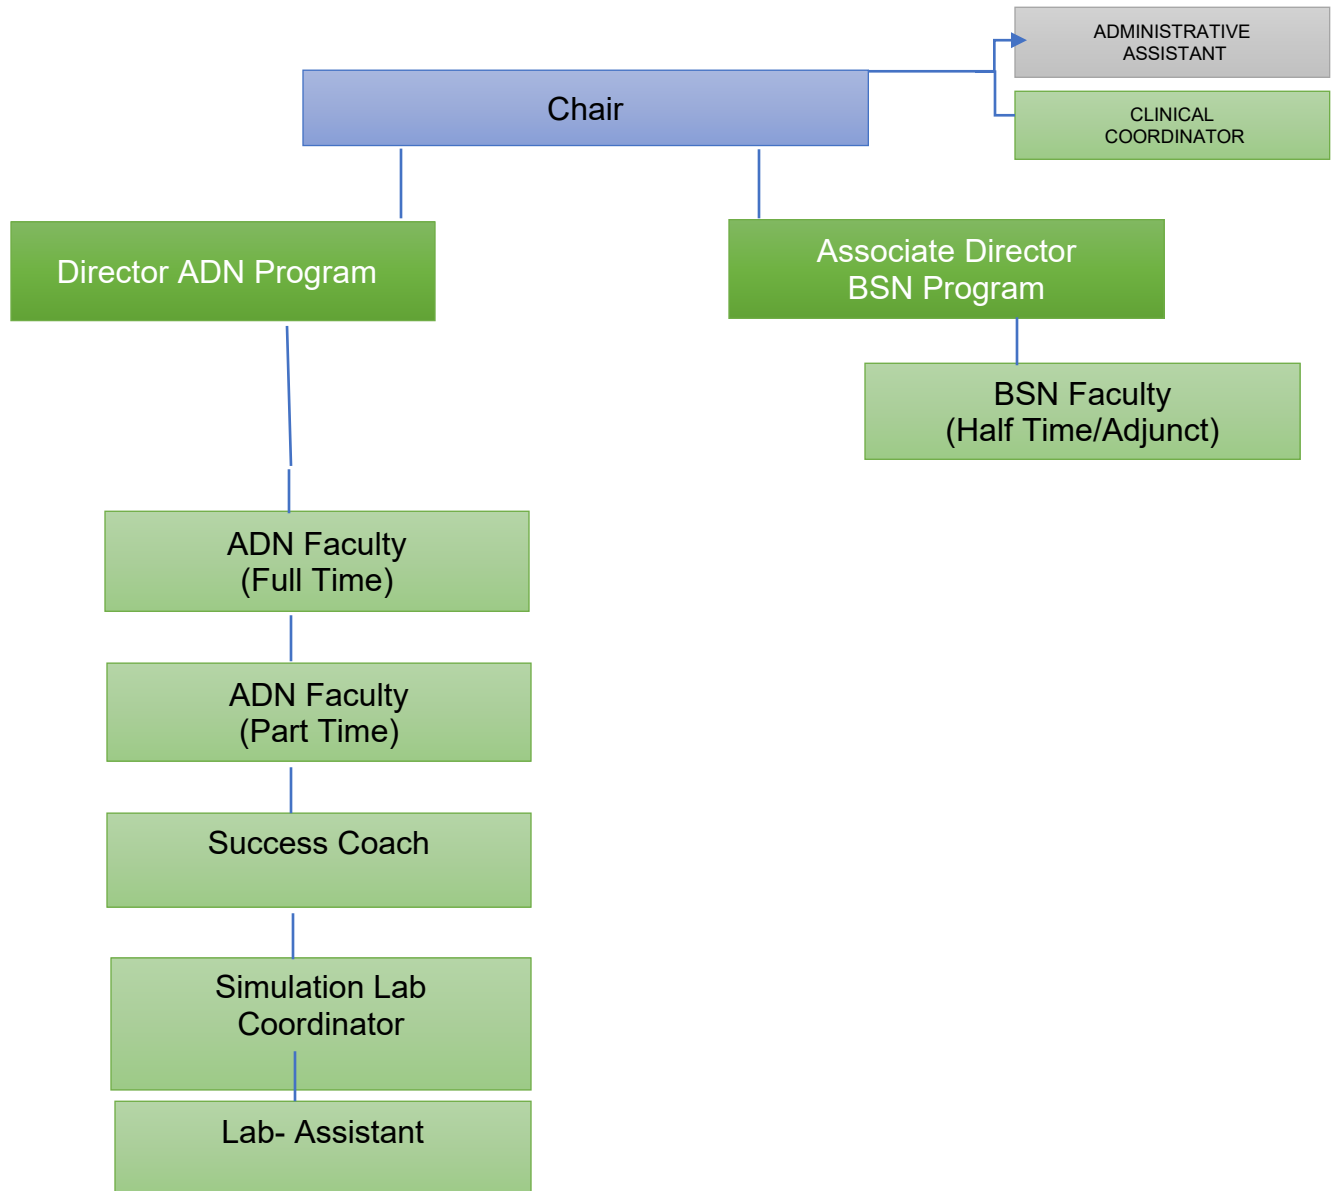 ADMINISTRATIVE
ASSISTANT
Chair
CLINICAL
COORDINATOR
Director ADN Program
Associate Director
BSN Program
BSN Faculty
(Half Time/Adjunct)
ADN Faculty
(Full Time)
ADN Faculty
(Part Time)
Success Coach
Simulation Lab
Coordinator
Lab- Assistant